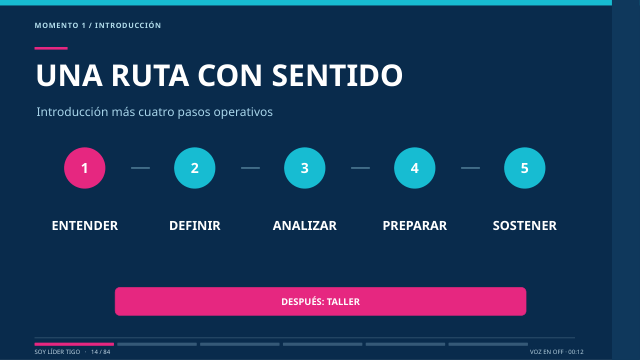 MOMENTO 1 / INTRODUCCIÓN
UNA RUTA CON SENTIDO
Introducción más cuatro pasos operativos
1 2 3 4 5
ENTENDER DEFINIR ANALIZAR PREPARAR SOSTENER
DESPUÉS: TALLER
SOY LÍDER TIGO · 14 / 84 VOZ EN OFF · 00:12